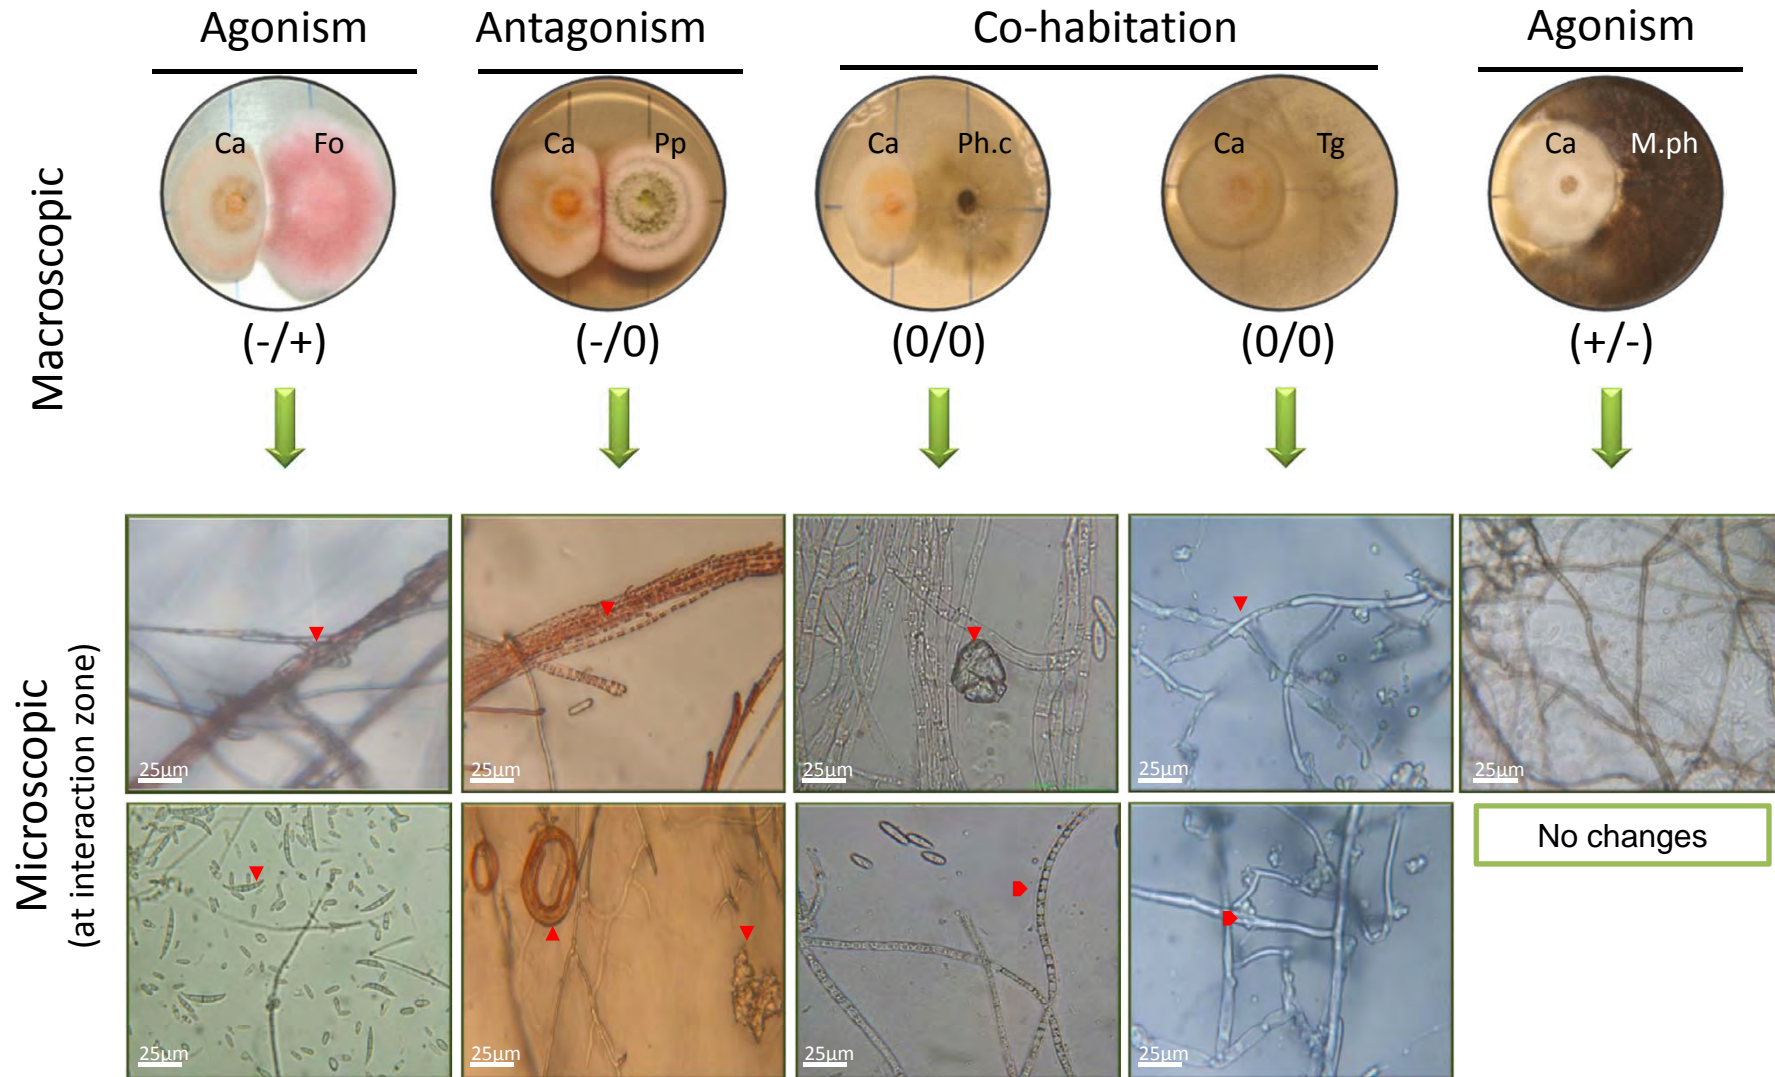 Agonism
Antagonism
Co-habitation
Agonism
Macroscopic
Ca Fo
Ca Pp
Ca Ph.c
Ca Tg
Ca M.ph
(-/+)
(-/0)
(0/0)
(0/0)
(+/-)
Microscopic
(at interaction zone)
25μm
25μm
25μm
25μm
25μm
No changes
25μm
25μm
25μm
25μm